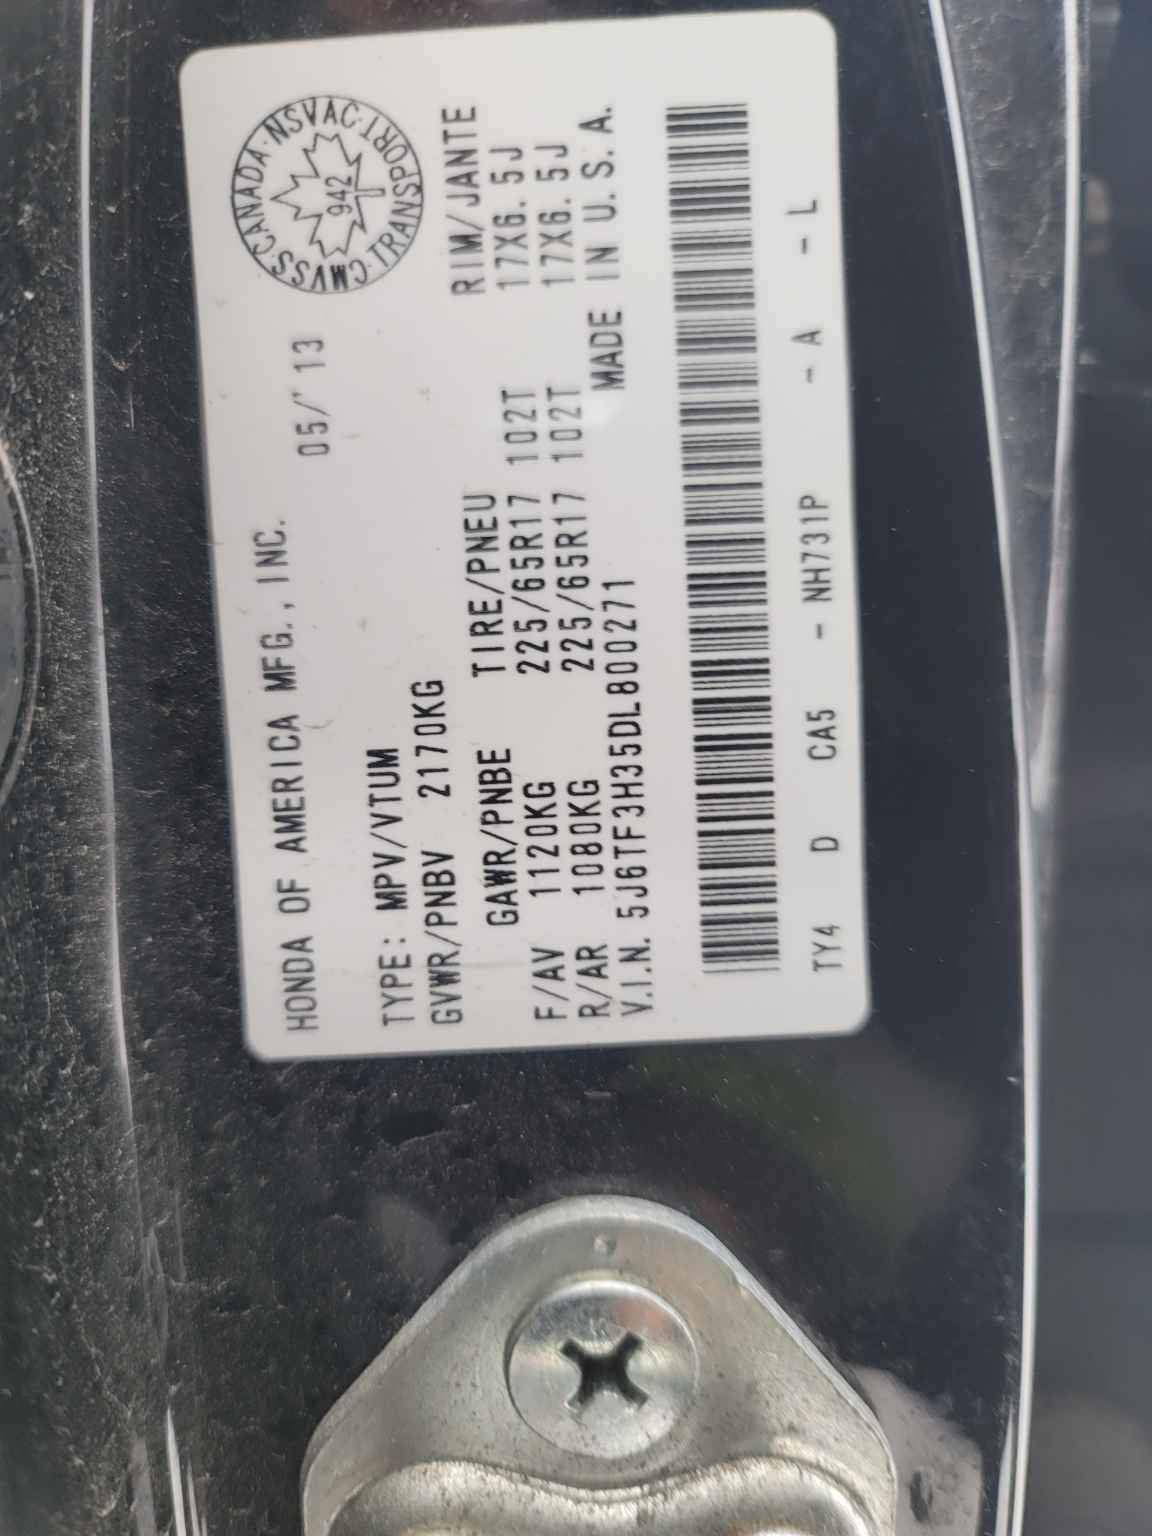 HONDA OF AMERICA MFG., INC. 05/'13
CMVSS·CANADA·NSVAC·TRANSPORT·
942
TYPE: MPV/VTUM
GVWR/PNBV 2170KG
GAWR/PNBE TIRE/PNEU RIM/JANTE
F/AV 1120KG 225/65R17 102T 17X6.5J
R/AR 1080KG 225/65R17 102T 17X6.5J
V.I.N. 5J6TF3H35DL800271 MADE IN U.S.A.
TY4 D CA5 - NH731P - A - L